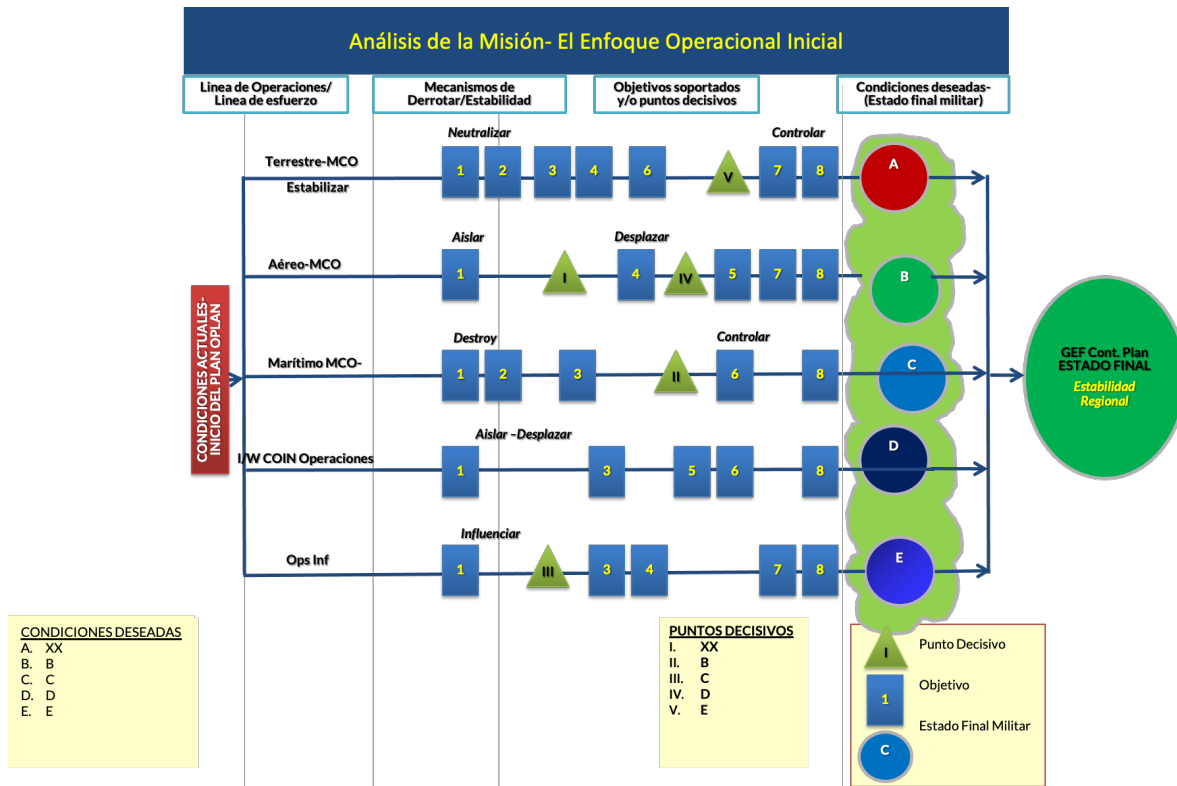 Análisis de la Misión- El Enfoque Operacional Inicial
Linea de Operaciones/
Linea de esfuerzo
Mecanismos de
Derrotar/Estabilidad
Objetivos soportados
y/o puntos decisivos
Condiciones deseadas-
(Estado final militar)
CONDICIONES ACTUALES-
INICIO DEL PLAN OPLAN
Neutralizar
Controlar
Terrestre-MCO
Estabilizar
1 2 3 4 6 V 7 8 A
Aislar
Desplazar
Aéreo-MCO
1 I 4 IV 5 7 8 B
Destroy
Controlar
Marítimo MCO-
1 2 3 II 6 8 C
Aislar –Desplazar
I/W COIN Operaciones
1 3 5 6 8 D
Influenciar
Ops Inf
1 III 3 4 7 8 E
GEF Cont. Plan
ESTADO FINAL
Estabilidad
Regional
CONDICIONES DESEADAS
A. XX
B. B
C. C
D. D
E. E
PUNTOS DECISIVOS
I. XX
II. B
III. C
IV. D
V. E
I Punto Decisivo
1 Objetivo
Estado Final Militar
C